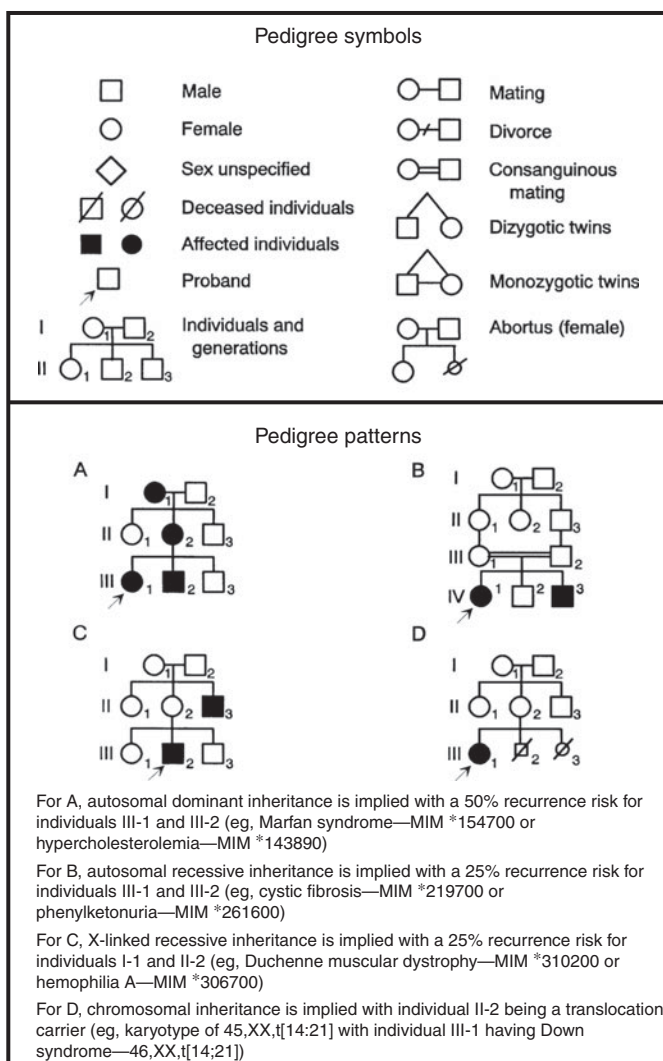 Pedigree symbols
Male
Female
Sex unspecified
Deceased individuals
Affected individuals
Proband
I 1 2 Individuals and
generations
II 1 2 3
Mating
Divorce
Consanguinous
mating
Dizygotic twins
Monozygotic twins
Abortus (female)
Pedigree patterns
A
I 1 2
II 1 2 3
III 1 2 3
B
I 1 2
II 1 2 3
III 1 2
IV 1 2 3
C
I 1 2
II 1 2 3
III 1 2 3
D
I 1 2
II 1 2 3
III 1 2 3
For A, autosomal dominant inheritance is implied with a 50% recurrence risk for
individuals III-1 and III-2 (eg, Marfan syndrome—MIM *154700 or
hypercholesterolemia—MIM *143890)
For B, autosomal recessive inheritance is implied with a 25% recurrence risk for
individuals III-1 and III-2 (eg, cystic fibrosis—MIM *219700 or
phenylketonuria—MIM *261600)
For C, X-linked recessive inheritance is implied with a 25% recurrence risk for
individuals I-1 and II-2 (eg, Duchenne muscular dystrophy—MIM *310200 or
hemophilia A—MIM *306700)
For D, chromosomal inheritance is implied with individual II-2 being a translocation
carrier (eg, karyotype of 45,XX,t[14:21] with individual III-1 having Down
syndrome—46,XX,t[14;21])